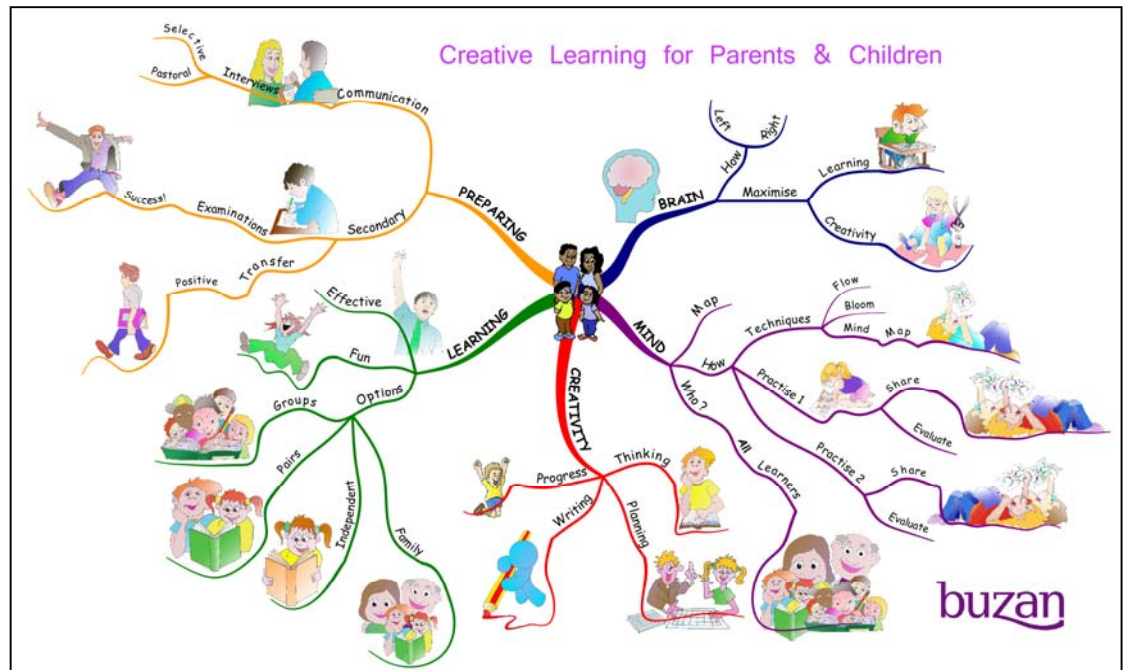 Creative Learning for Parents & Children
BRAIN
How
Left
Right
Maximise
Learning
Creativity
MIND
Map
How
Techniques
Flow
Bloom
Mind Map
Practise 1
Share
Evaluate
Practise 2
Share
Evaluate
Who?
All Learners
CREATIVITY
Thinking
Planning
Writing
Progress
LEARNING
Effective
Fun
Options
Groups
Pairs
Independent
Family
PREPARING
Communication
Interviews
Selective
Pastoral
Secondary
Examinations
Success!
Transfer
Positive
buzan